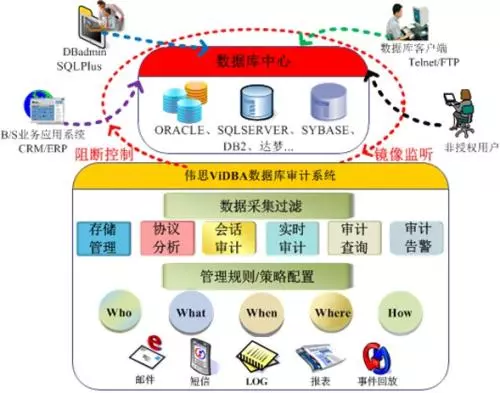 DBadmin
SQLPlus
数据库中心
数据库客户端
Telnet/FTP
B/S业务应用系统
CRM/ERP
ORACLE、SQLSERVER、SYBASE、
DB2、达梦...
非授权用户
阻断控制
镜像监听
伟思ViDBA数据库审计系统
数据采集过滤
存储
管理
协议
分析
会话
审计
实时
审计
审计
查询
审计
告警
管理规则/策略配置
Who
What
When
Where
How
邮件
短信
LOG
报表
事件回放